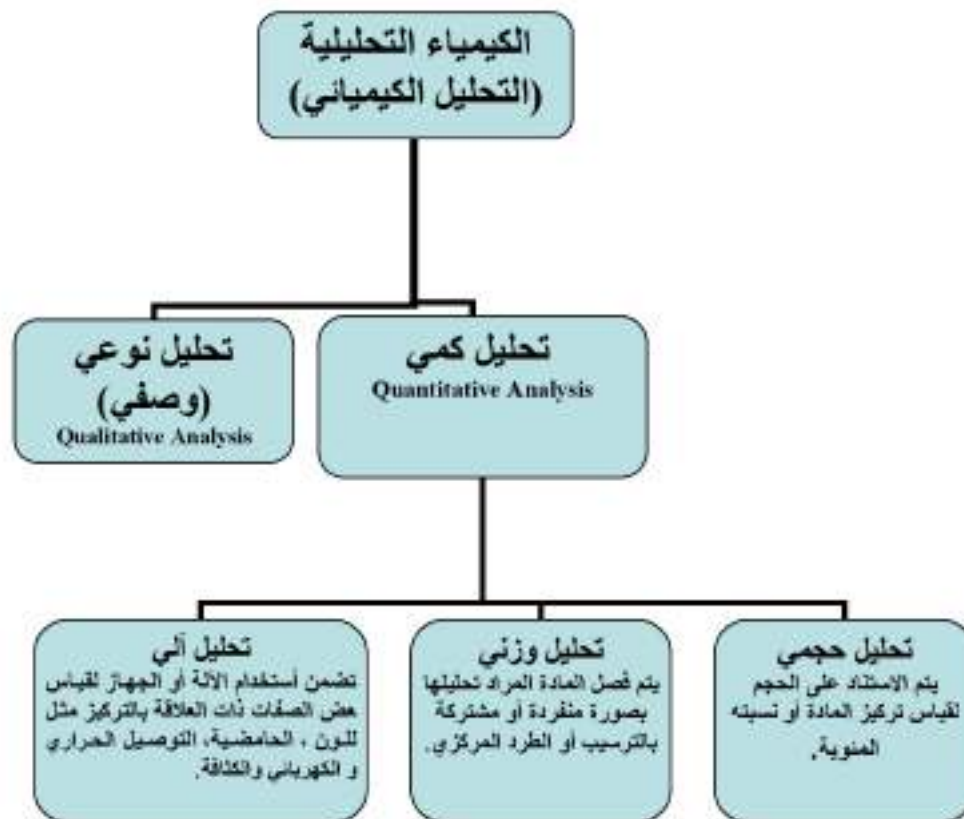 الكيمياء التحليلية
(التحليل الكيميائي)
تحليل كمي
Quantitative Analysis
تحليل نوعي
(وصفي)
Qualitative Analysis
تحليل حجمي
يتم الاستناد على الحجم
لقياس تركيز المادة أو نسبته
المئوية.
تحليل وزني
يتم فصل المادة المراد تحليلها
بصورة منفردة أو مشتركة
بالترسيب أو الطرد المركزي.
تحليل آلي
تضمن أستخدام الآلة أو الجهاز لقياس
عض الصفات ذات العلاقة بالتركيز مثل
للون ، الحامضية، التوصيل الحراري
و الكهربائي والكثافة.